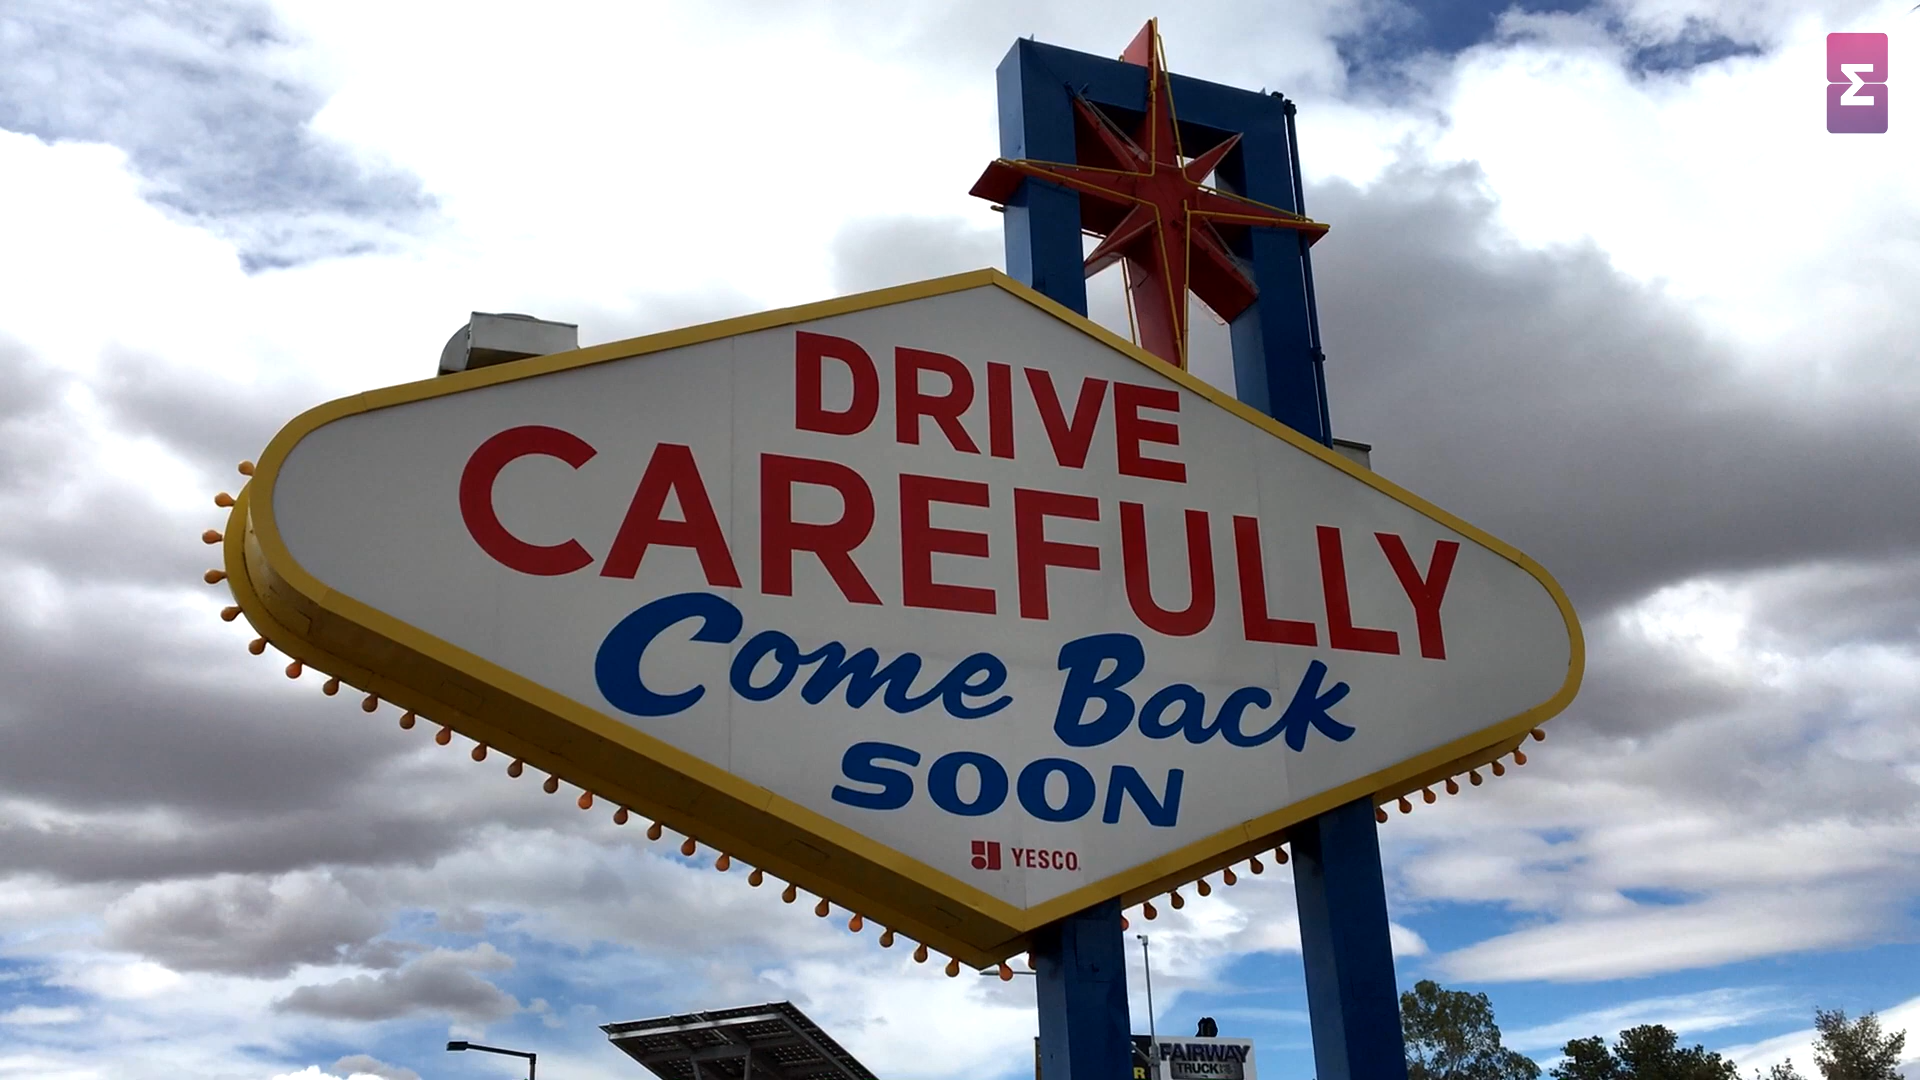 DRIVE
CAREFULLY
Come Back
SOON
YESCO
FAIRWAY
TRUCK
R